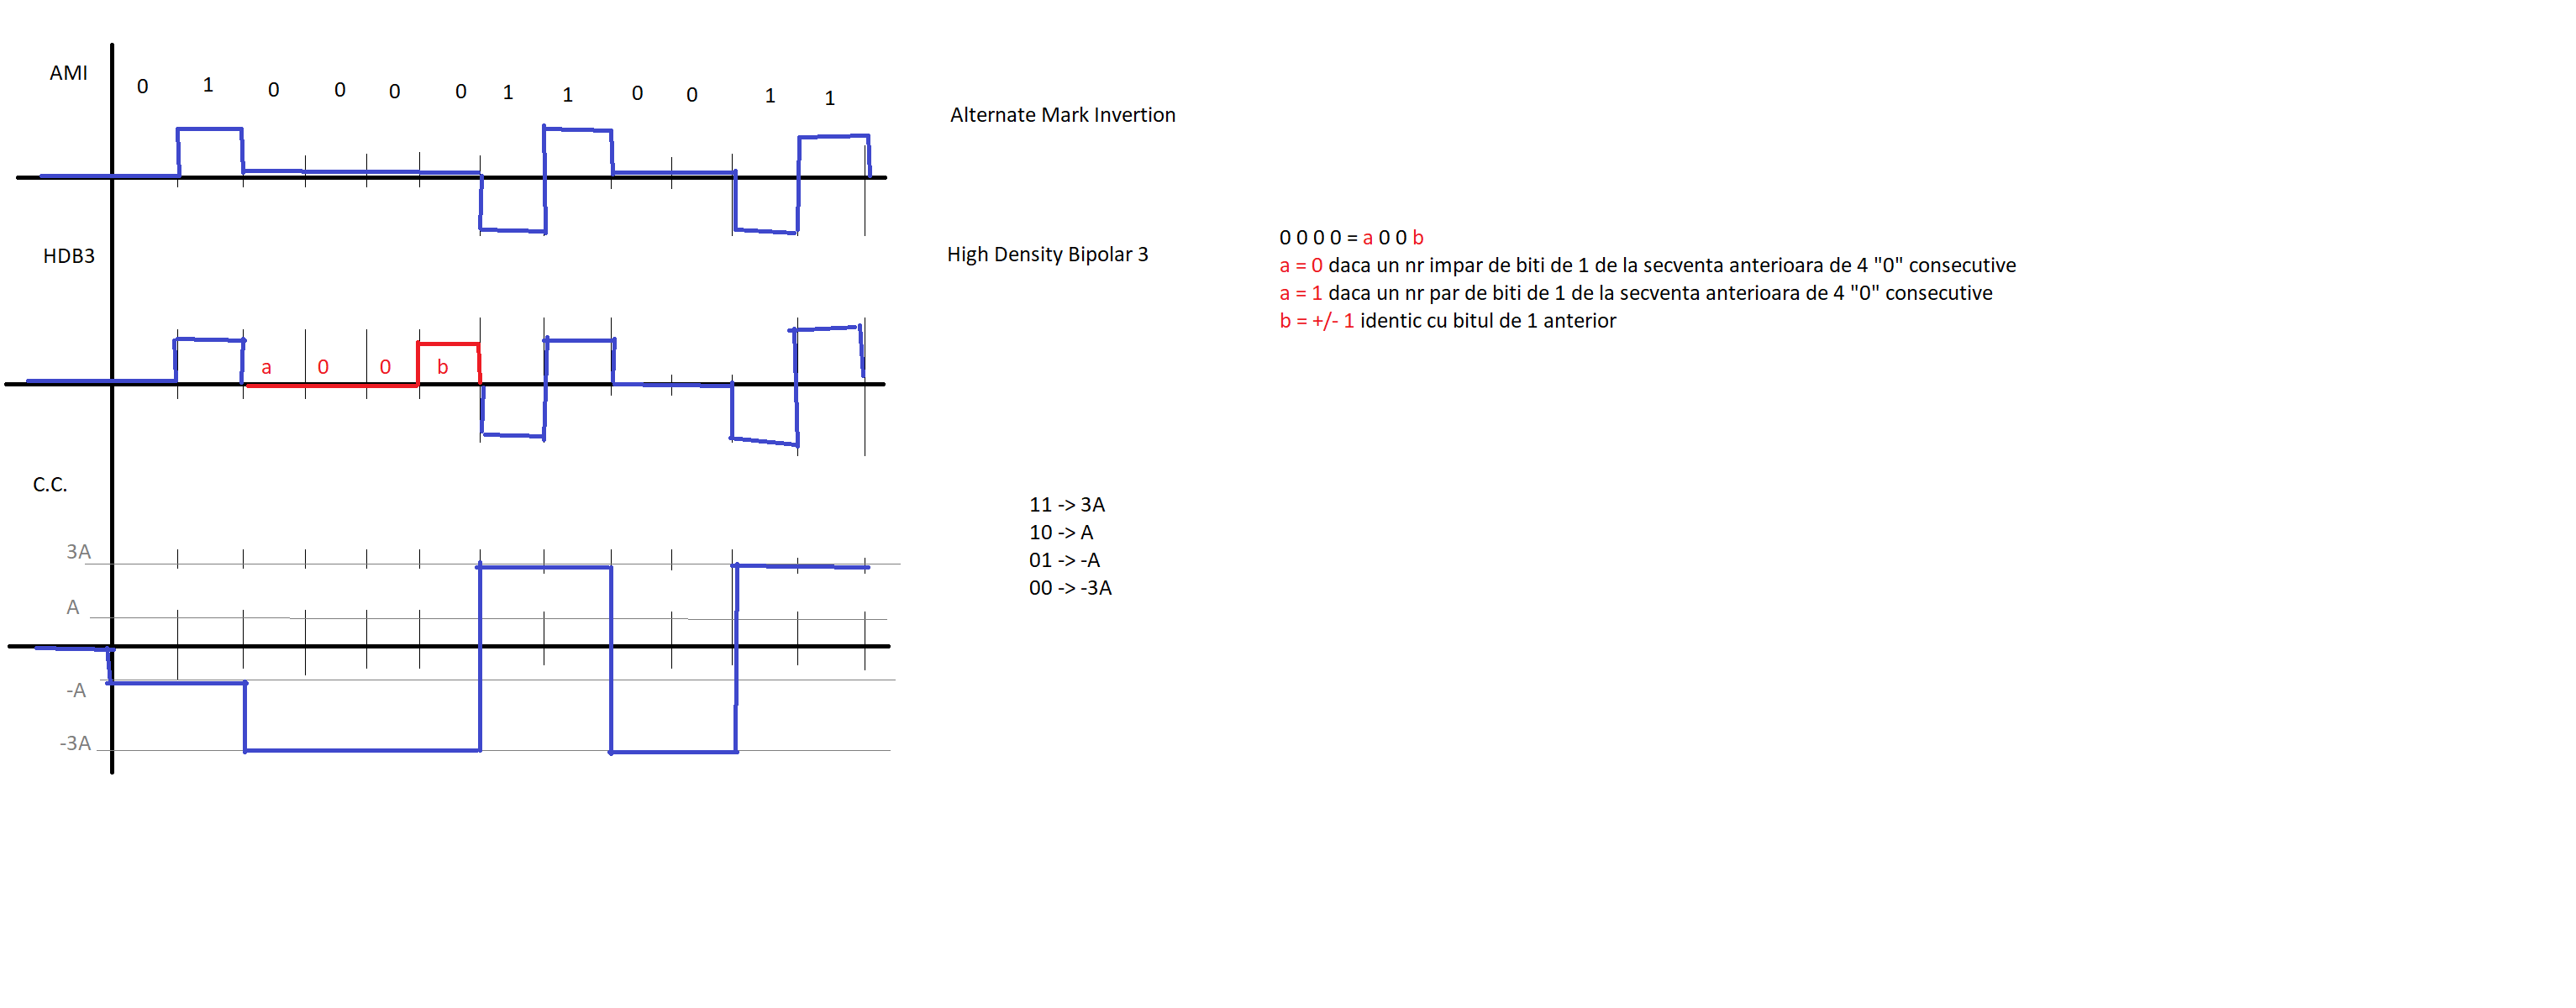 AMI
0 1 0 0 0 0 1 1 0 0 1 1
Alternate Mark Invertion
HDB3
High Density Bipolar 3
0 0 0 0 = a 0 0 b
a = 0 daca un nr impar de biti de 1 de la secventa anterioara de 4 "0" consecutive
a = 1 daca un nr par de biti de 1 de la secventa anterioara de 4 "0" consecutive
b = +/- 1 identic cu bitul de 1 anterior
a 0 0 b
C.C.
11 -> 3A
10 -> A
01 -> -A
00 -> -3A
3A
A
-A
-3A